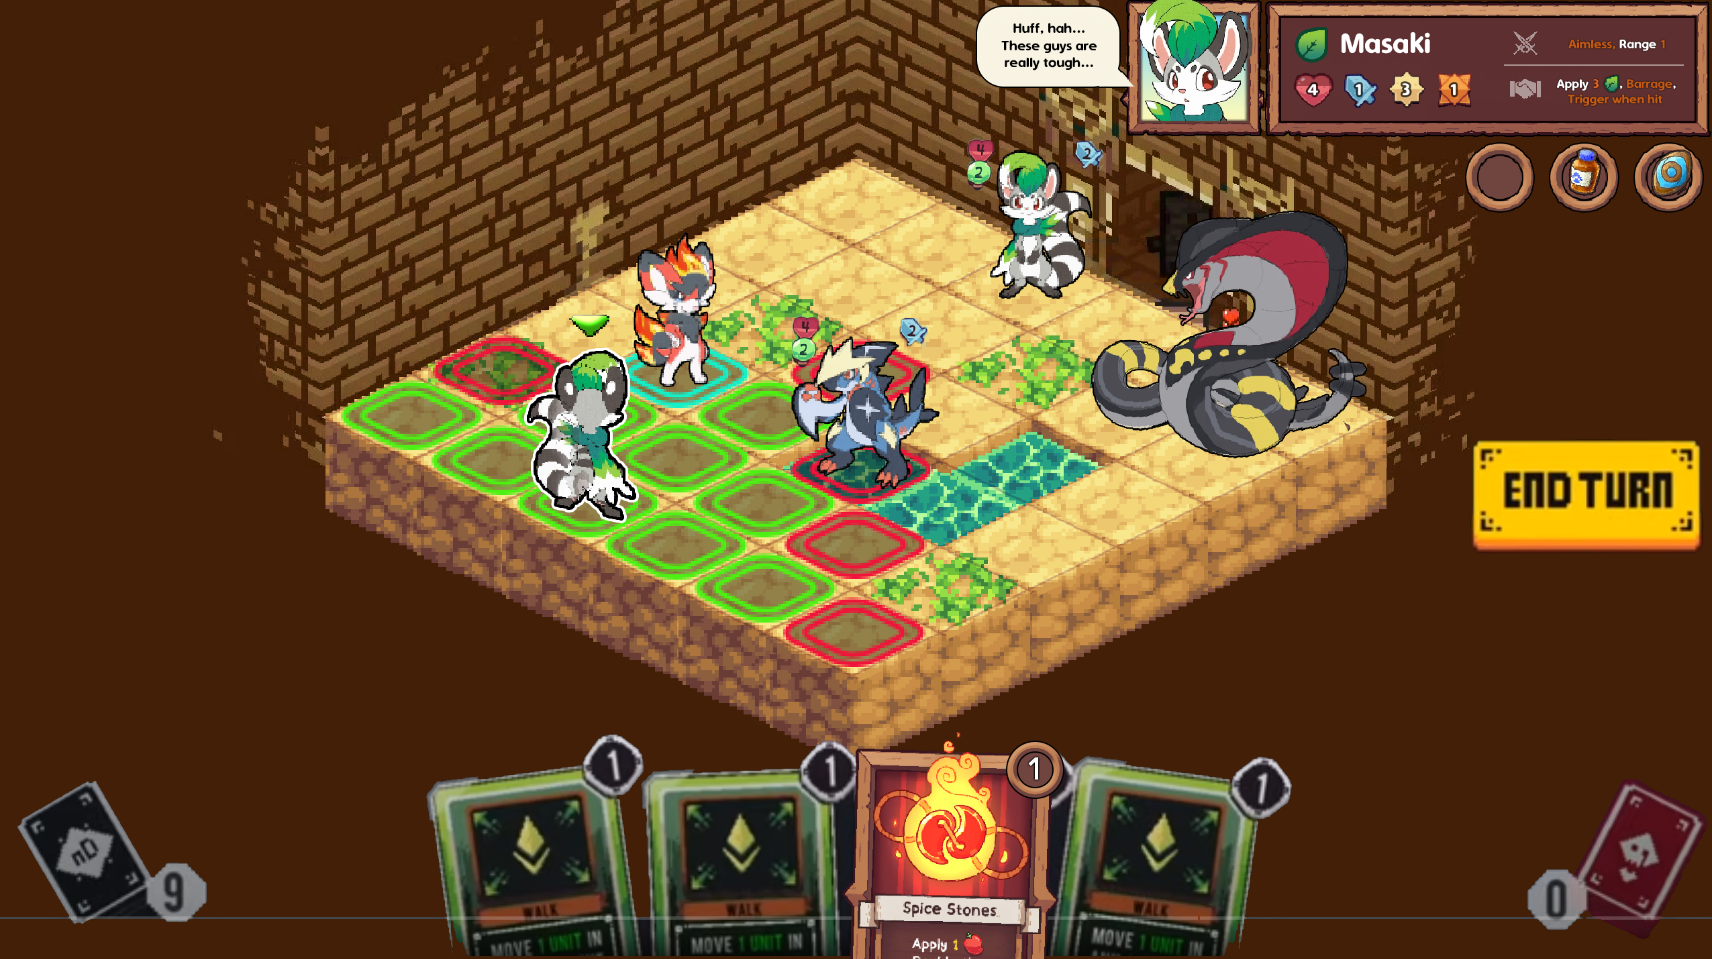 Huff, hah...
These guys are
really tough...
Masaki
Aimless, Range 1
4
1
3
1
Apply 3 , Barrage,
Trigger when hit
4
2
2
4
2
2
END TURN
1
1
1
1
WALK
WALK
Spice Stones
WALK
MOVE 1 UNIT IN
MOVE 1 UNIT IN
Apply 1
MOVE 1 UNIT IN
9
0